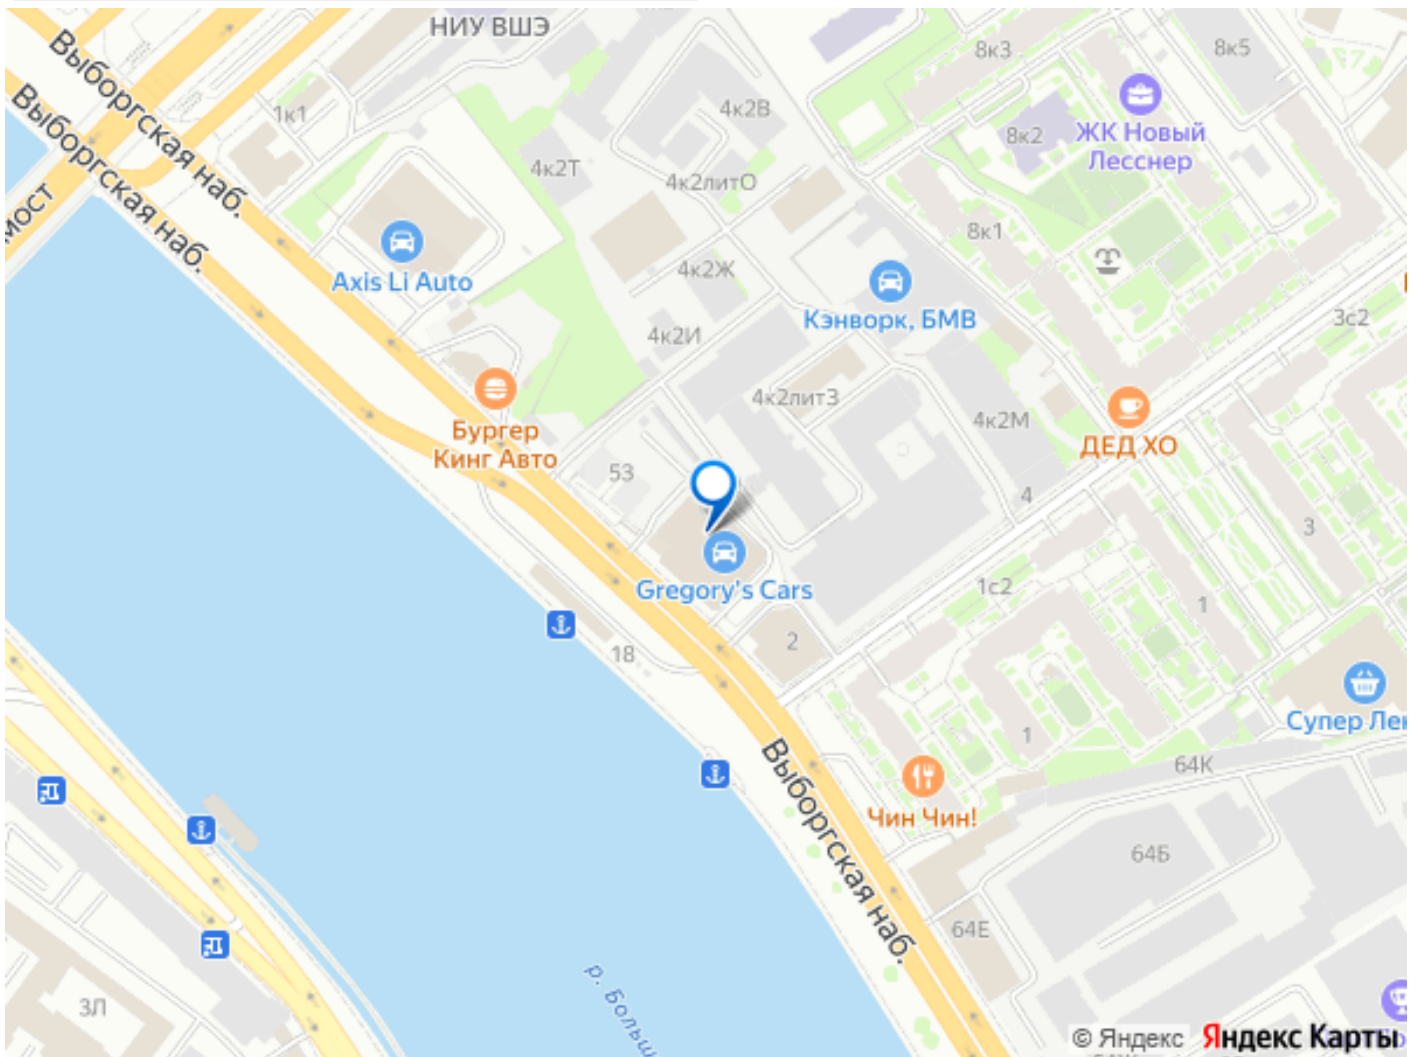 НИУ ВШЭ
8к3
8к5
Выборгская наб.
Выборгская наб.
1к1
4к2В
8к2
ЖК Новый
Лесснер
4к2Т
4к2литО
мост
8к1
Axis Li Auto
4к2Ж
Кэнворк, БМВ
3с2
4к2И
4к2литЗ
4к2М
Бургер
Кинг Авто
ДЕД ХО
53
4
3
Gregory's Cars
1с2
1
2
18
Супер Лен
1
64К
Выборгская наб.
Чин Чин!
64Б
64Е
р. Больш
3Л
© Яндекс Яндекс Карты